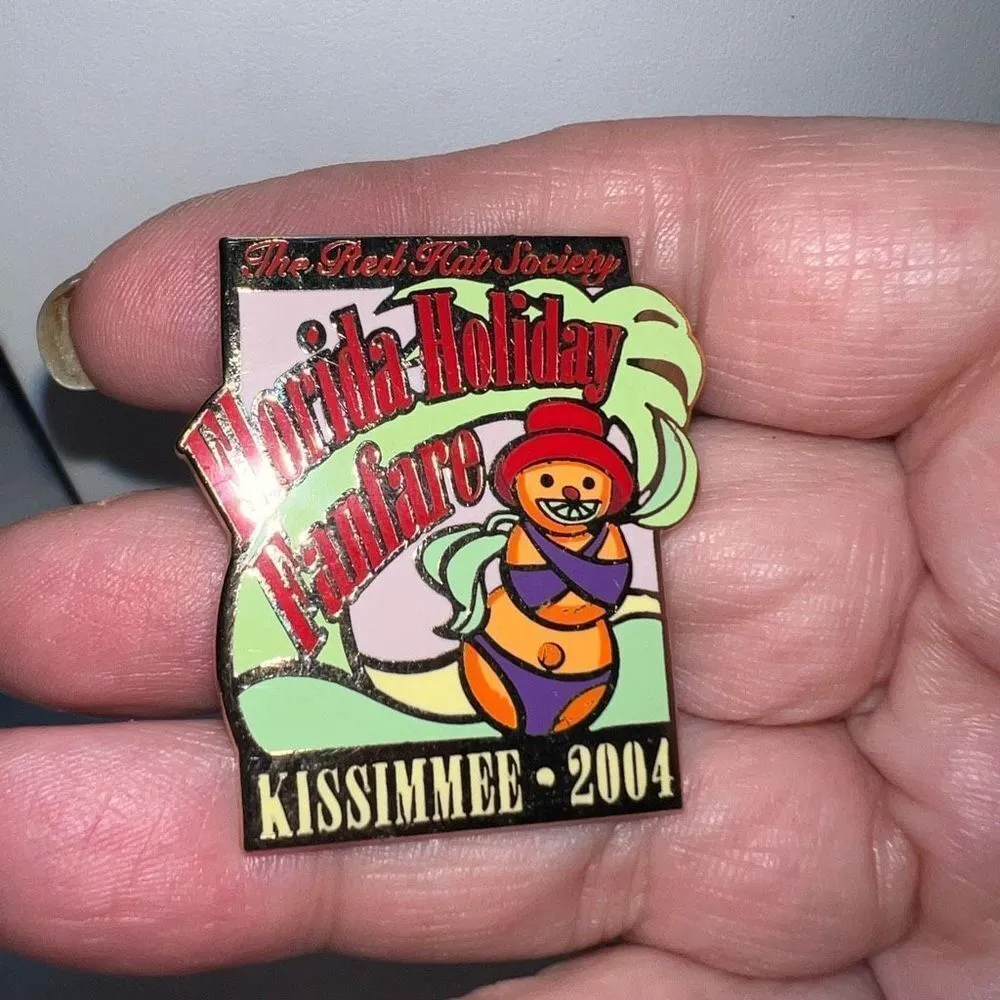 The Red Hat Society
Florida Holiday
Fanfare
KISSIMMEE • 2004